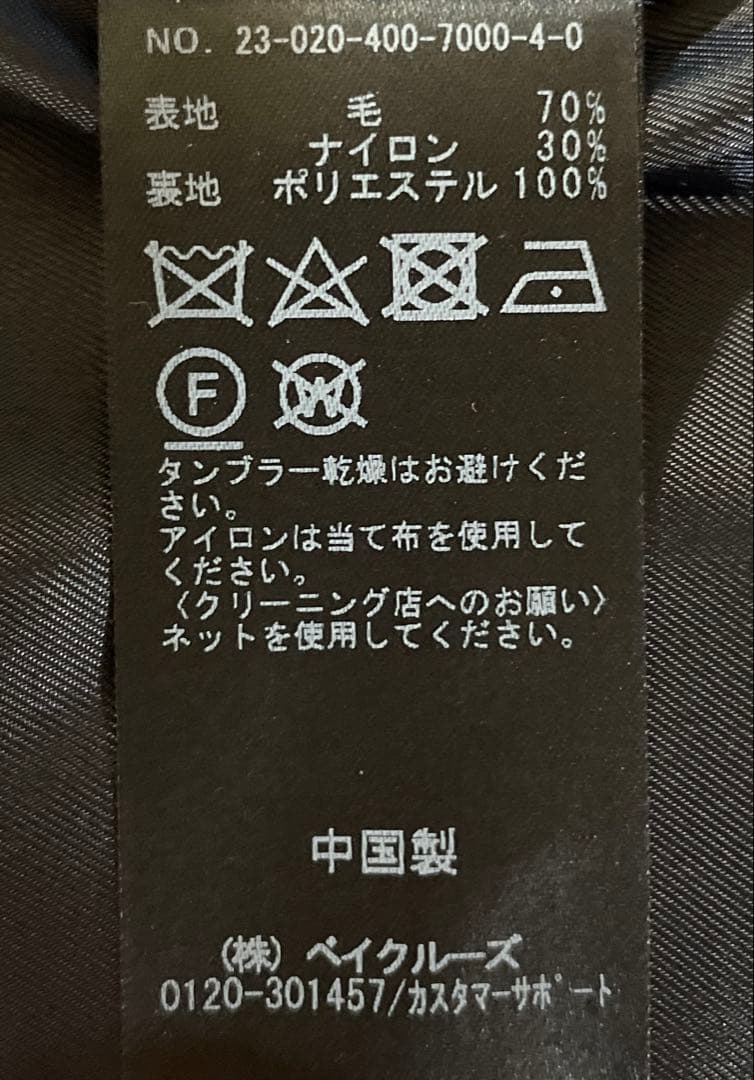 NO. 23-020-400-7000-4-0
表地 毛 70%
ナイロン 30%
裏地 ポリエステル 100%
F
W
タンブラー乾燥はお避けくだ
さい。
アイロンは当て布を使用して
ください。
〈クリーニング店へのお願い〉
ネットを使用してください。
中国製
(株) ベイクルーズ
0120-301457/カスタマーサポート